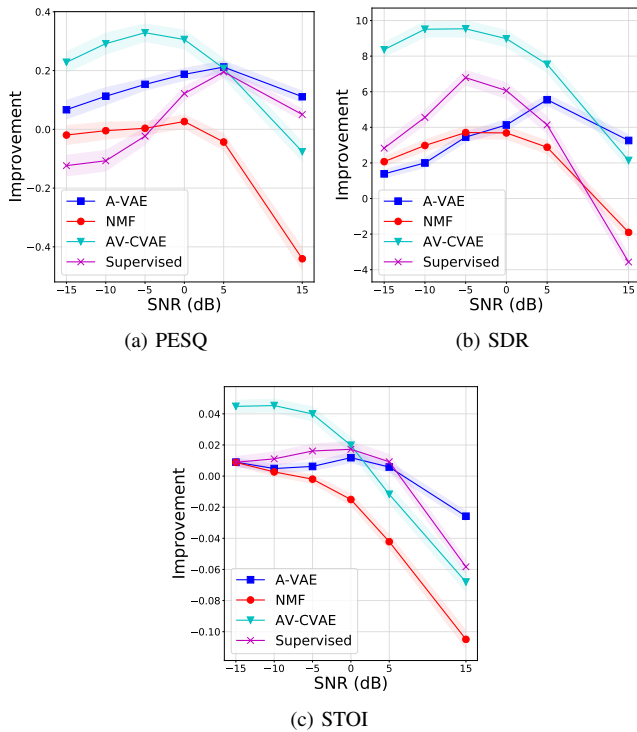 0.4
0.2
0.0
−0.2
−0.4
Improvement
A-VAE
NMF
AV-CVAE
Supervised
−15 −10 −5 0 5 15
SNR (dB)
(a) PESQ
10
8
6
4
2
0
−2
−4
Improvement
A-VAE
NMF
AV-CVAE
Supervised
−15 −10 −5 0 5 15
SNR (dB)
(b) SDR
0.04
0.02
0.00
−0.02
−0.04
−0.06
−0.08
−0.10
Improvement
A-VAE
NMF
AV-CVAE
Supervised
−15 −10 −5 0 5 15
SNR (dB)
(c) STOI